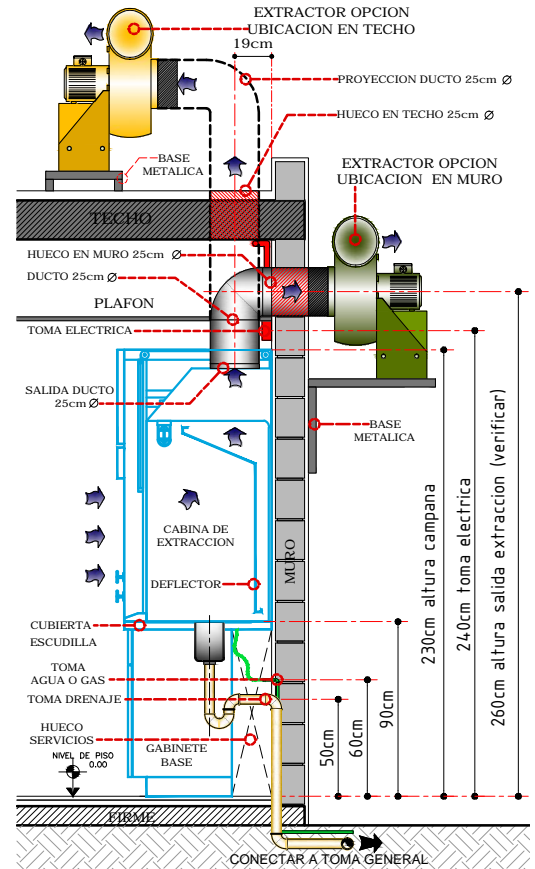 EXTRACTOR OPCION
UBICACION EN TECHO
19cm
PROYECCION DUCTO 25cm Ø
HUECO EN TECHO 25cm Ø
BASE
METALICA
EXTRACTOR OPCION
UBICACION EN MURO
TECHO
HUECO EN MURO 25cm Ø
DUCTO 25cm Ø
PLAFON
TOMA ELECTRICA
SALIDA DUCTO
25cm Ø
BASE
METALICA
CABINA DE
EXTRACCION
MURO
DEFLECTOR
CUBIERTA
ESCUDILLA
TOMA
AGUA O GAS
TOMA DRENAJE
HUECO
SERVICIOS
NIVEL DE PISO
0.00
GABINETE
BASE
50cm
60cm
90cm
230cm altura campana
240cm toma electrica
260cm altura salida extraccion (verificar)
FIRME
CONECTAR A TOMA GENERAL